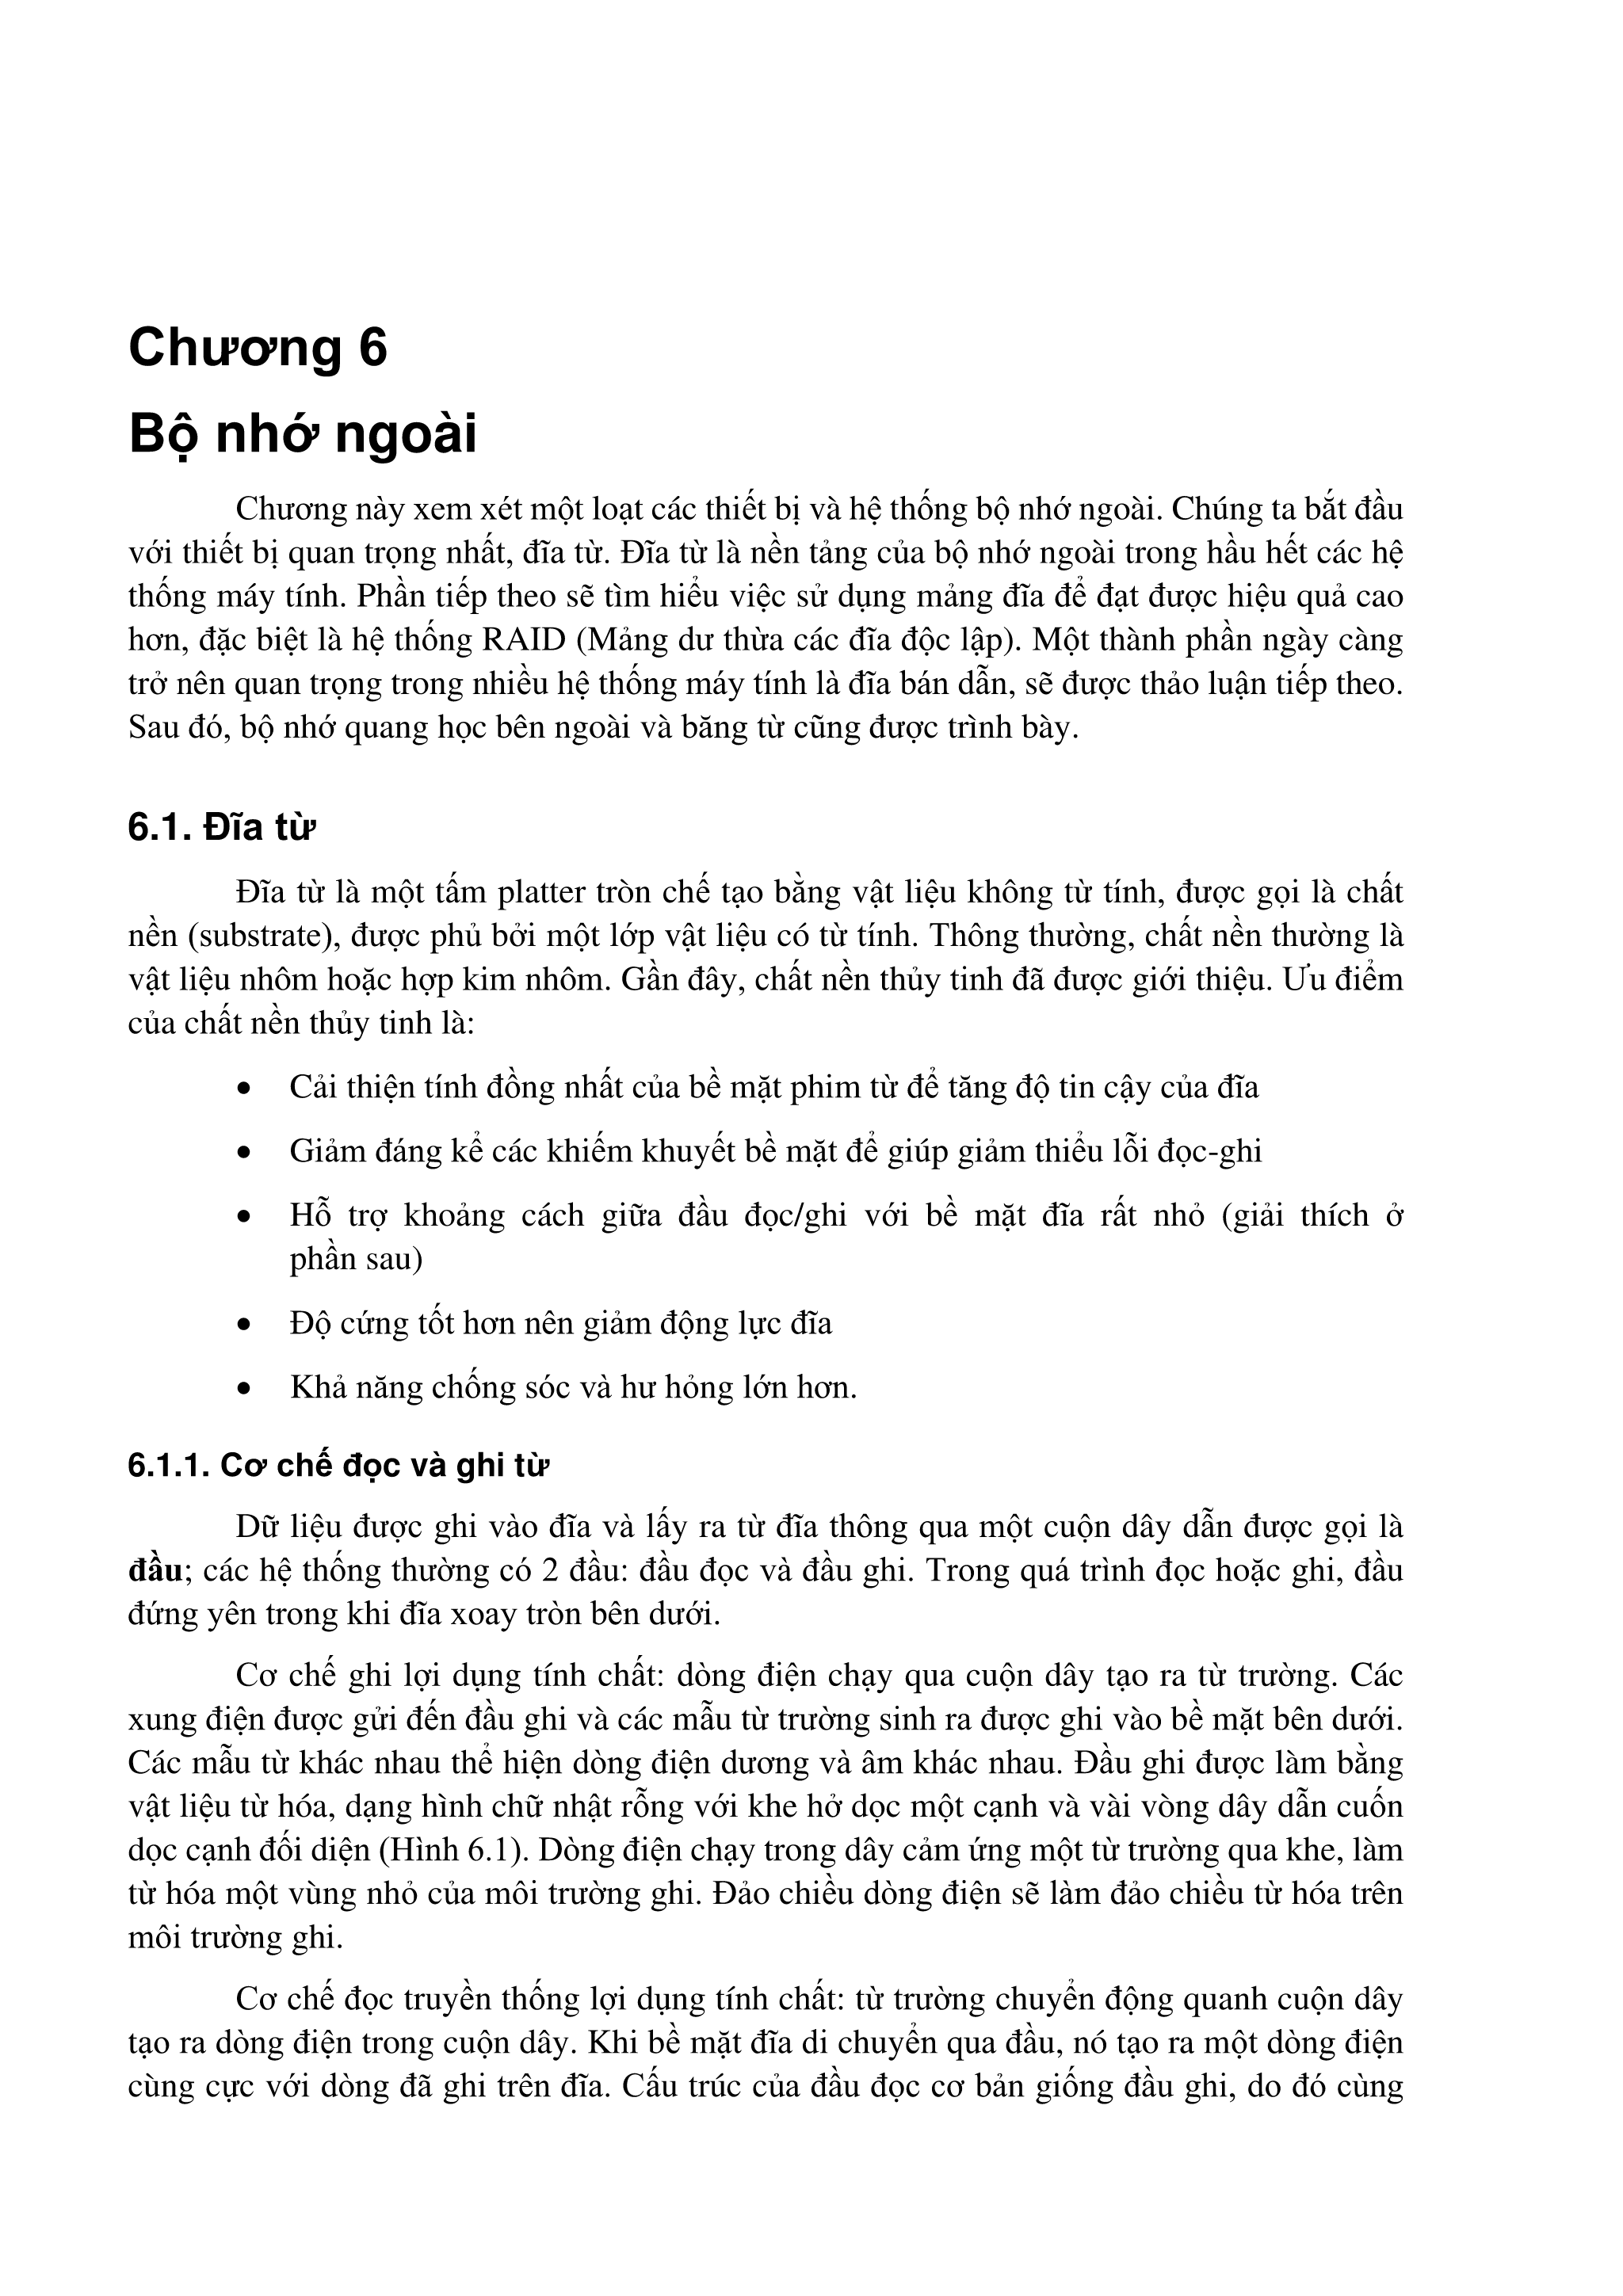 Chương 6
Bộ nhớ ngoài
Chương này xem xét một loạt các thiết bị và hệ thống bộ nhớ ngoài. Chúng ta bắt đầu
với thiết bị quan trọng nhất, đĩa từ. Đĩa từ là nền tảng của bộ nhớ ngoài trong hầu hết các hệ
thống máy tính. Phần tiếp theo sẽ tìm hiểu việc sử dụng mảng đĩa để đạt được hiệu quả cao
hơn, đặc biệt là hệ thống RAID (Mảng dư thừa các đĩa độc lập). Một thành phần ngày càng
trở nên quan trọng trong nhiều hệ thống máy tính là đĩa bán dẫn, sẽ được thảo luận tiếp theo.
Sau đó, bộ nhớ quang học bên ngoài và băng từ cũng được trình bày.
6.1. Đĩa từ
Đĩa từ là một tấm platter tròn chế tạo bằng vật liệu không từ tính, được gọi là chất
nền (substrate), được phủ bởi một lớp vật liệu có từ tính. Thông thường, chất nền thường là
vật liệu nhôm hoặc hợp kim nhôm. Gần đây, chất nền thủy tinh đã được giới thiệu. Ưu điểm
của chất nền thủy tinh là:
• Cải thiện tính đồng nhất của bề mặt phim từ để tăng độ tin cậy của đĩa
• Giảm đáng kể các khiếm khuyết bề mặt để giúp giảm thiểu lỗi đọc-ghi
• Hỗ trợ khoảng cách giữa đầu đọc/ghi với bề mặt đĩa rất nhỏ (giải thích ở
phần sau)
• Độ cứng tốt hơn nên giảm động lực đĩa
• Khả năng chống sóc và hư hỏng lớn hơn.
6.1.1. Cơ chế đọc và ghi từ
Dữ liệu được ghi vào đĩa và lấy ra từ đĩa thông qua một cuộn dây dẫn được gọi là
đầu; các hệ thống thường có 2 đầu: đầu đọc và đầu ghi. Trong quá trình đọc hoặc ghi, đầu
đứng yên trong khi đĩa xoay tròn bên dưới.
Cơ chế ghi lợi dụng tính chất: dòng điện chạy qua cuộn dây tạo ra từ trường. Các
xung điện được gửi đến đầu ghi và các mẫu từ trường sinh ra được ghi vào bề mặt bên dưới.
Các mẫu từ khác nhau thể hiện dòng điện dương và âm khác nhau. Đầu ghi được làm bằng
vật liệu từ hóa, dạng hình chữ nhật rỗng với khe hở dọc một cạnh và vài vòng dây dẫn cuốn
dọc cạnh đối diện (Hình 6.1). Dòng điện chạy trong dây cảm ứng một từ trường qua khe, làm
từ hóa một vùng nhỏ của môi trường ghi. Đảo chiều dòng điện sẽ làm đảo chiều từ hóa trên
môi trường ghi.
Cơ chế đọc truyền thống lợi dụng tính chất: từ trường chuyển động quanh cuộn dây
tạo ra dòng điện trong cuộn dây. Khi bề mặt đĩa di chuyển qua đầu, nó tạo ra một dòng điện
cùng cực với dòng đã ghi trên đĩa. Cấu trúc của đầu đọc cơ bản giống đầu ghi, do đó cùng